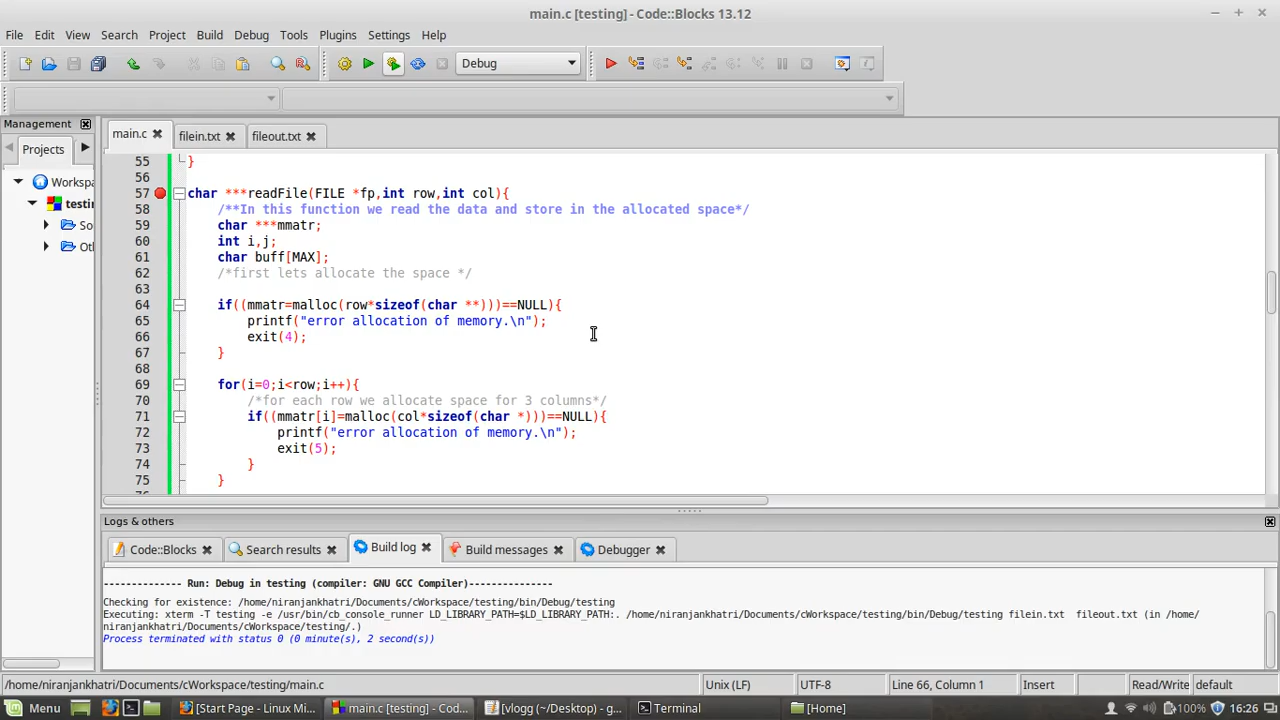 main.c [testing] - Code::Blocks 13.12
File Edit View Search Project Build Debug Tools Plugins Settings Help
Debug
Management
Projects
Workspa
testin
So
Ot
main.c filein.txt fileout.txt
55 }
56
57 char ***readFile(FILE *fp,int row,int col){
58 /**In this function we read the data and store in the allocated space*/
59 char ***mmatr;
60 int i,j;
61 char buff[MAX];
62 /*first lets allocate the space */
63
64 if((mmatr=malloc(row*sizeof(char **)))==NULL){
65 printf("error allocation of memory.\n");
66 exit(4);
67 }
68
69 for(i=0;i<row;i++){
70 /*for each row we allocate space for 3 columns*/
71 if((mmatr[i]=malloc(col*sizeof(char *)))==NULL){
72 printf("error allocation of memory.\n");
73 exit(5);
74 }
75 }
Logs & others
Code::Blocks Search results Build log Build messages Debugger
-------------- Run: Debug in testing (compiler: GNU GCC Compiler)---------------
Checking for existence: /home/niranjankhatri/Documents/cWorkspace/testing/bin/Debug/testing
Executing: xterm -T testing -e /usr/bin/cb_console_runner LD_LIBRARY_PATH=$LD_LIBRARY_PATH:. /home/niranjankhatri/Documents/cWorkspace/testing/bin/Debug/testing filein.txt  fileout.txt (in /home/
niranjankhatri/Documents/cWorkspace/testing/.)
Process terminated with status 0 (0 minute(s), 2 second(s))
/home/niranjankhatri/Documents/cWorkspace/testing/main.c Unix (LF) UTF-8 Line 66, Column 1 Insert Read/Write default
Menu [Start Page - Linux Mi... main.c [testing] - Cod... vlogg (~/Desktop) - g... Terminal [Home] 100% 16:26